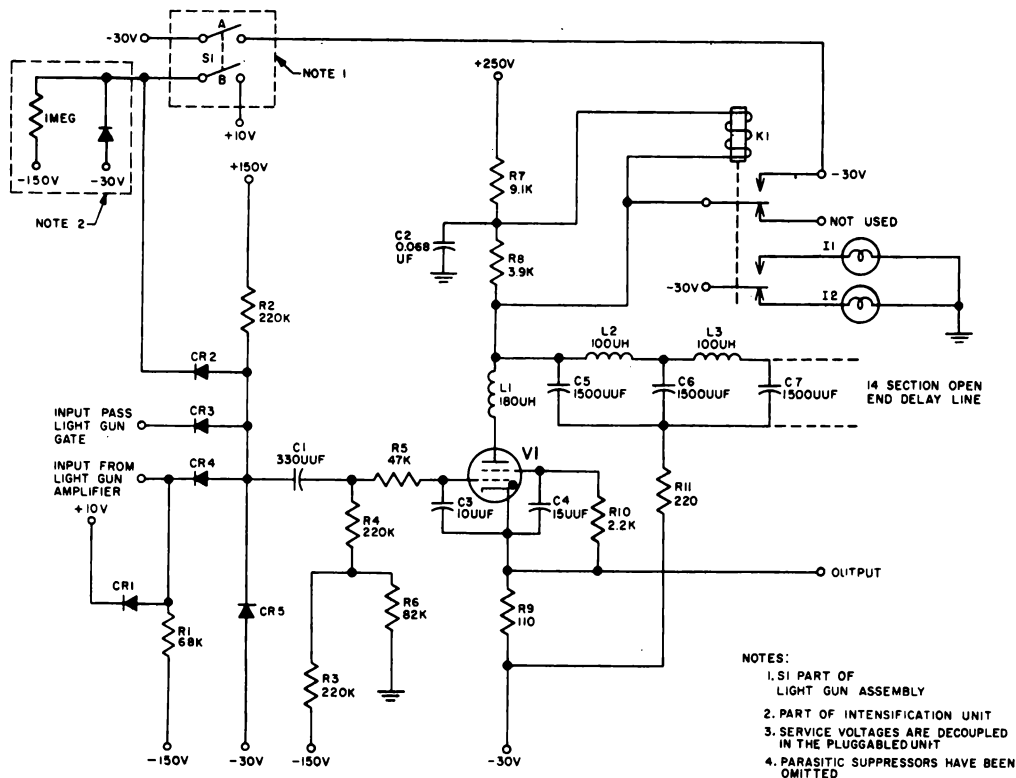 A
-30V
S1
B
NOTE 1
+10V
1MEG
-150V
-30V
NOTE 2
+150V
+250V
K1
R7
9.1K
C2
0.068
UF
R8
3.9K
-30V
NOT USED
I1
-30V
I2
R2
220K
CR2
L2
100UH
L3
100UH
L1
180UH
C5
1500UUF
C6
1500UUF
C7
1500UUF
14 SECTION OPEN
END DELAY LINE
INPUT PASS
LIGHT GUN
GATE
CR3
INPUT FROM
LIGHT GUN
AMPLIFIER
CR4
C1
330UUF
R5
47K
V1
+10V
C3
10UUF
C4
15UUF
R10
2.2K
R11
220
R4
220K
OUTPUT
CR1
R1
68K
CR5
R6
82K
R9
110
R3
220K
-150V
-30V
-150V
-30V
NOTES:
1. S1 PART OF
LIGHT GUN ASSEMBLY
2. PART OF INTENSIFICATION UNIT
3. SERVICE VOLTAGES ARE DECOUPLED
IN THE PLUGGABLED UNIT
4. PARASITIC SUPPRESSORS HAVE BEEN
OMITTED